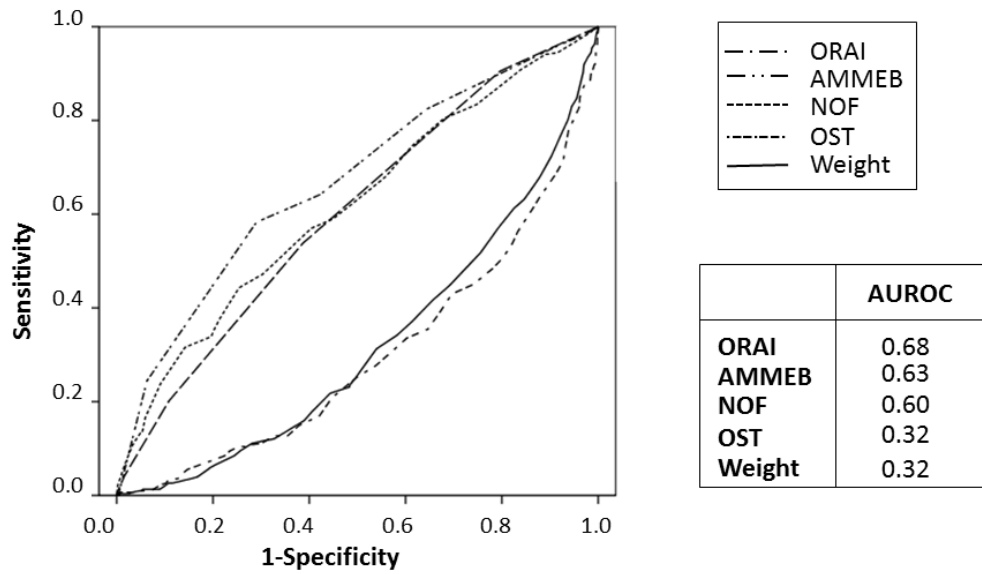 1.0
0.8
0.6
0.4
0.2
0.0
Sensitivity
0.0 0.2 0.4 0.6 0.8 1.0
1-Specificity
ORAI
AMMEB
NOF
OST
Weight
AUROC
ORAI 0.68
AMMEB 0.63
NOF 0.60
OST 0.32
Weight 0.32